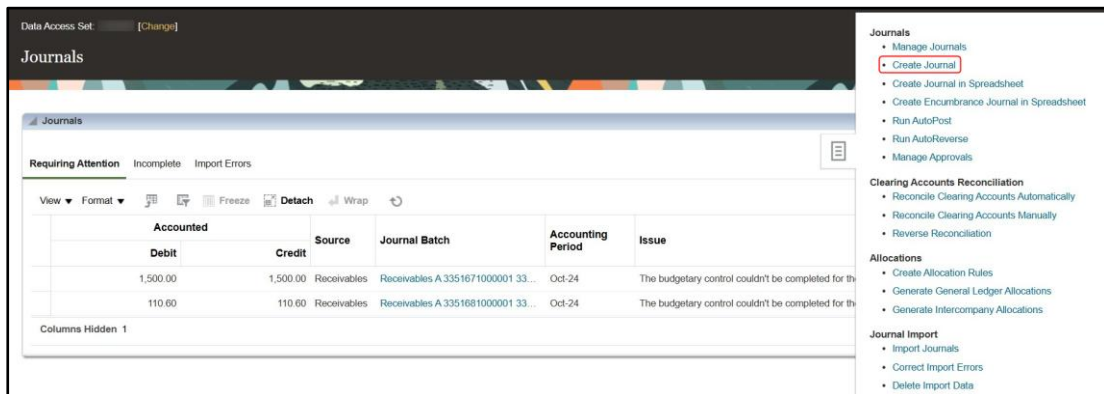 Data Access Set: [Change]
Journals
Journals
Requiring Attention Incomplete Import Errors
View Format Freeze Detach Wrap
Accounted
Debit Credit Source Journal Batch Accounting Period Issue
1,500.00 1,500.00 Receivables Receivables A 3351671000001 33... Oct-24 The budgetary control couldn't be completed for th
110.60 110.60 Receivables Receivables A 3351681000001 33... Oct-24 The budgetary control couldn't be completed for th
Columns Hidden 1
Journals
• Manage Journals
• Create Journal
• Create Journal in Spreadsheet
• Create Encumbrance Journal in Spreadsheet
• Run AutoPost
• Run AutoReverse
• Manage Approvals
Clearing Accounts Reconciliation
• Reconcile Clearing Accounts Automatically
• Reconcile Clearing Accounts Manually
• Reverse Reconciliation
Allocations
• Create Allocation Rules
• Generate General Ledger Allocations
• Generate Intercompany Allocations
Journal Import
• Import Journals
• Correct Import Errors
• Delete Import Data